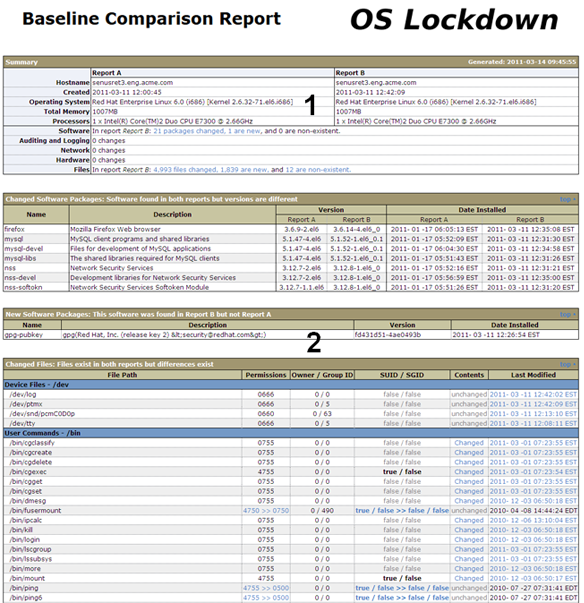 Baseline Comparison Report
OS Lockdown
Summary Generated: 2011-03-14 09:45:55
Report A Report B
Hostname senusret3.eng.acme.com senusret3.eng.acme.com
Created 2011-03-11 12:00:45 2011-03-11 12:42:09
Operating System Red Hat Enterprise Linux 6.0 (i686) [Kernel 2.6.32-71.el6.i686] Red Hat Enterprise Linux 6.0 (i686) [Kernel 2.6.32-71.el6.i686]
1
Total Memory 1007MB 1007MB
Processors 1 x Intel(R) Core(TM)2 Duo CPU E7300 @ 2.66GHz 1 x Intel(R) Core(TM)2 Duo CPU E7300 @ 2.66GHz
Software In report Report B: 21 packages changed, 1 are new, and 0 are non-existent.
Auditing and Logging 0 changes
Network 0 changes
Hardware 0 changes
Files In report Report B: 4,993 files changed, 1,839 are new, and 12 are non-existent.
Changed Software Packages: Software found in both reports but versions are different top
Name Description Version Date Installed
Report A Report B Report A Report B
firefox Mozilla Firefox Web browser 3.6.9-2.el6 3.6.14-4.el6_0 2011- 01 -17 06:05:13 EST 2011- 03 -11 12:35:08 EST
mysql MySQL client programs and shared libraries 5.1.47-4.el6 5.1.52-1.el6_0.1 2011- 01 -17 05:52:09 EST 2011- 03 -11 12:31:30 EST
mysql-devel Files for development of MySQL applications 5.1.47-4.el6 5.1.52-1.el6_0.1 2011- 01 -17 06:04:30 EST 2011- 03 -11 12:34:58 EST
mysql-libs The shared libraries required for MySQL clients 5.1.47-4.el6 5.1.52-1.el6_0.1 2011- 01 -17 05:51:43 EST 2011- 03 -11 12:31:26 EST
nss Network Security Services 3.12.7-2.el6 3.12.8-1.el6_0 2011- 01 -17 05:52:16 EST 2011- 03 -11 12:31:21 EST
nss-devel Development libraries for Network Security Services 3.12.7-2.el6 3.12.8-1.el6_0 2011- 01 -17 05:56:59 EST 2011- 03 -11 12:35:00 EST
nss-softokn Network Security Services Softoken Module 3.12.7-1.1.el6 3.12.8-1.el6_0 2011- 01 -17 05:51:26 EST 2011- 03 -11 12:31:20 EST
New Software Packages: This software was found in Report B but not Report A top
Name Description Version Date Installed
gpg-pubkey gpg(Red Hat, Inc. (release key 2) &lt;security@redhat.com&gt;) fd431d51-4ae0493b 2011- 03 -11 12:26:54 EST
2
Changed Files: Files exist in both reports but differences exist top
File Path Permissions Owner / Group ID SUID / SGID Contents Last Modified
Device Files - /dev
/dev/log 0666 0 / 0 false / false unchanged 2011- 03 -11 12:42:02 EST
/dev/ptmx 0666 0 / 5 false / false unchanged 2011- 03 -11 12:42:09 EST
/dev/snd/pcmC0D0p 0660 0 / 63 false / false unchanged 2011- 03 -11 12:13:10 EST
/dev/tty 0666 0 / 5 false / false unchanged 2011- 03 -11 12:08:11 EST
User Commands - /bin
/bin/cgclassify 0755 0 / 0 false / false Changed 2011- 03 -01 07:23:55 EST
/bin/cgcreate 0755 0 / 0 false / false Changed 2011- 03 -01 07:23:55 EST
/bin/cgdelete 0755 0 / 0 false / false Changed 2011- 03 -01 07:23:55 EST
/bin/cgexec 4755 0 / 0 true / false Changed 2011- 03 -01 07:23:55 EST
/bin/cgget 0755 0 / 0 false / false Changed 2011- 03 -01 07:23:55 EST
/bin/cgset 0755 0 / 0 false / false Changed 2011- 03 -01 07:23:55 EST
/bin/dmesg 0755 0 / 0 false / false Changed 2010- 12 -03 06:50:18 EST
/bin/fusermount 4750 >> 0750 0 / 490 true / false >> false / false unchanged 2010- 04 -08 14:44:24 EDT
/bin/ipcalc 0755 0 / 0 false / false Changed 2010- 12 -06 13:10:04 EST
/bin/kill 0755 0 / 0 false / false Changed 2010- 12 -03 06:50:18 EST
/bin/login 0755 0 / 0 false / false Changed 2010- 12 -03 06:50:18 EST
/bin/lscgroup 0755 0 / 0 false / false Changed 2011- 03 -01 07:23:55 EST
/bin/lssubsys 0755 0 / 0 false / false Changed 2011- 03 -01 07:23:55 EST
/bin/more 0755 0 / 0 false / false Changed 2010- 12 -03 06:50:18 EST
/bin/mount 4755 0 / 0 true / false Changed 2010- 12 -03 06:50:17 EST
/bin/ping 4755 >> 0500 0 / 0 true / false >> false / false unchanged 2010- 07 -27 07:31:41 EDT
/bin/ping6 4755 >> 0500 0 / 0 true / false >> false / false unchanged 2010- 07 -27 07:31:41 EDT